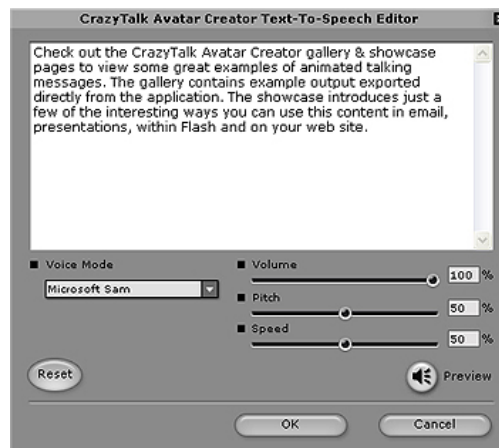 CrazyTalk Avatar Creator Text-To-Speech Editor
Check out the CrazyTalk Avatar Creator gallery & showcase
pages to view some great examples of animated talking
messages. The gallery contains example output exported
directly from the application. The showcase introduces just a
few of the interesting ways you can use this content in email,
presentations, within Flash and on your web site.
Voice Mode
Microsoft Sam
Volume
100 %
Pitch
50 %
Speed
50 %
Reset
Preview
OK
Cancel